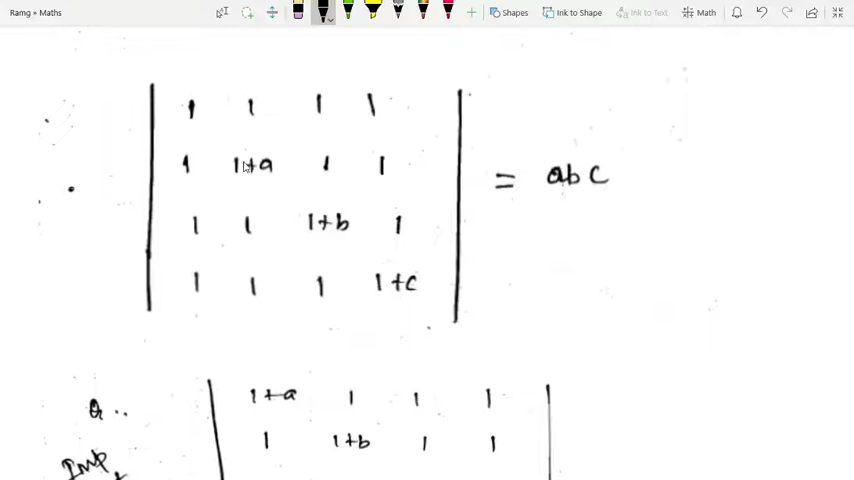 Ramg = Maths
Shapes Ink to Shape Ink to Text Math
1 1 1 1
1 1+a 1 1
1 1 1+b 1
1 1 1 1+c
= abc
Q..
1+a 1 1 1
1 1+b 1 1
Imp